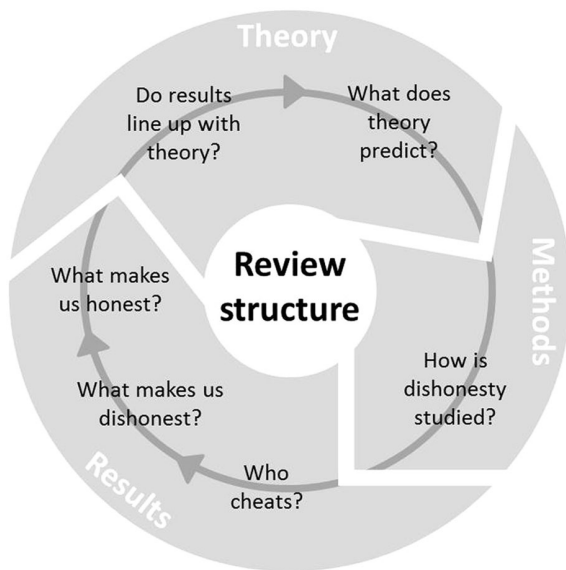 Theory
Do results
line up with
theory?
What does
theory
predict?
Review
structure
Methods
How is
dishonesty
studied?
Who
cheats?
Results
What makes us
dishonest?
What makes
us honest?